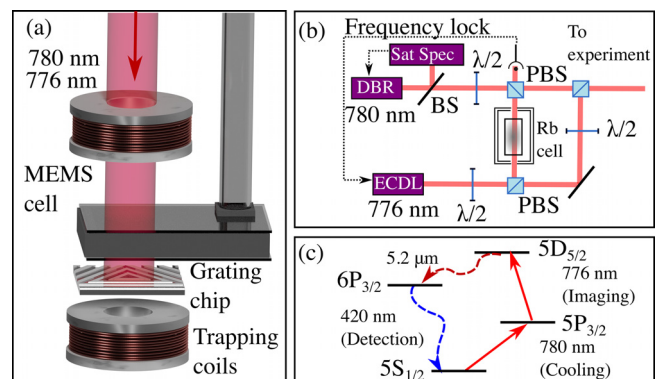 (a)
780 nm
776 nm
MEMS
cell
Grating
chip
Trapping
coils
(b)
Frequency lock
Sat Spec
DBR
780 nm
BS
λ/2
PBS
To
experiment
Rb
cell
λ/2
ECDL
776 nm
λ/2
PBS
(c)
5.2 μm
5D5/2
776 nm
(Imaging)
6P3/2
420 nm
(Detection)
5P3/2
780 nm
(Cooling)
5S1/2